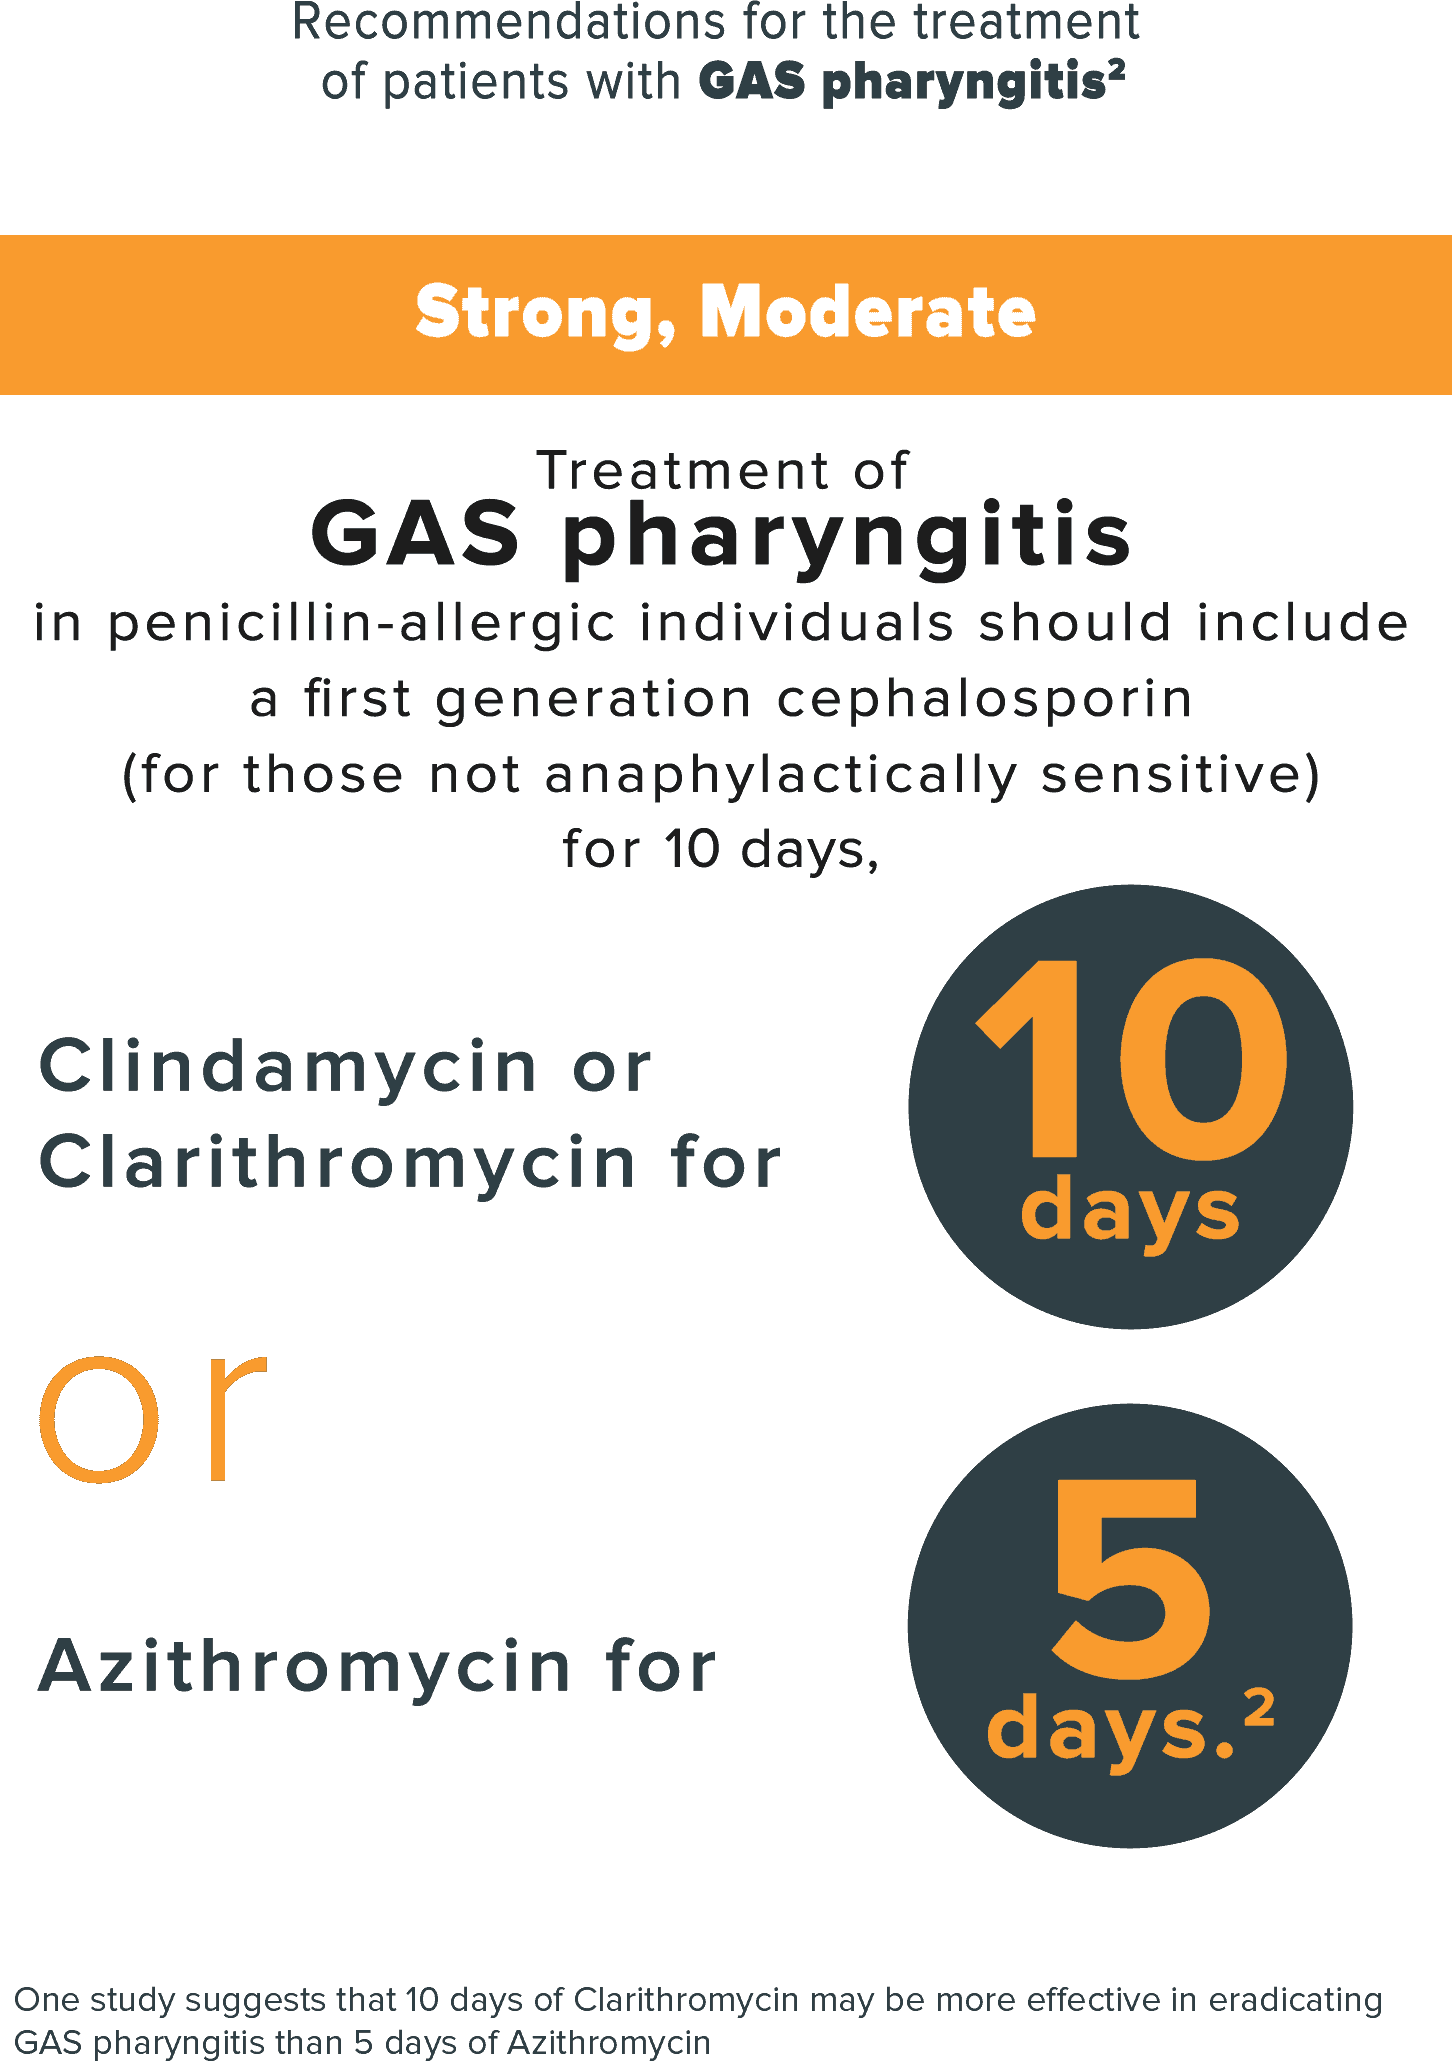 Recommendations for the treatment
of patients with GAS pharyngitis²
Strong, Moderate
Treatment of
GAS pharyngitis
in penicillin-allergic individuals should include
a first generation cephalosporin
(for those not anaphylactically sensitive)
for 10 days,
Clindamycin or
Clarithromycin for
10
days
or
Azithromycin for
5
days.²
One study suggests that 10 days of Clarithromycin may be more effective in eradicating
GAS pharyngitis than 5 days of Azithromycin